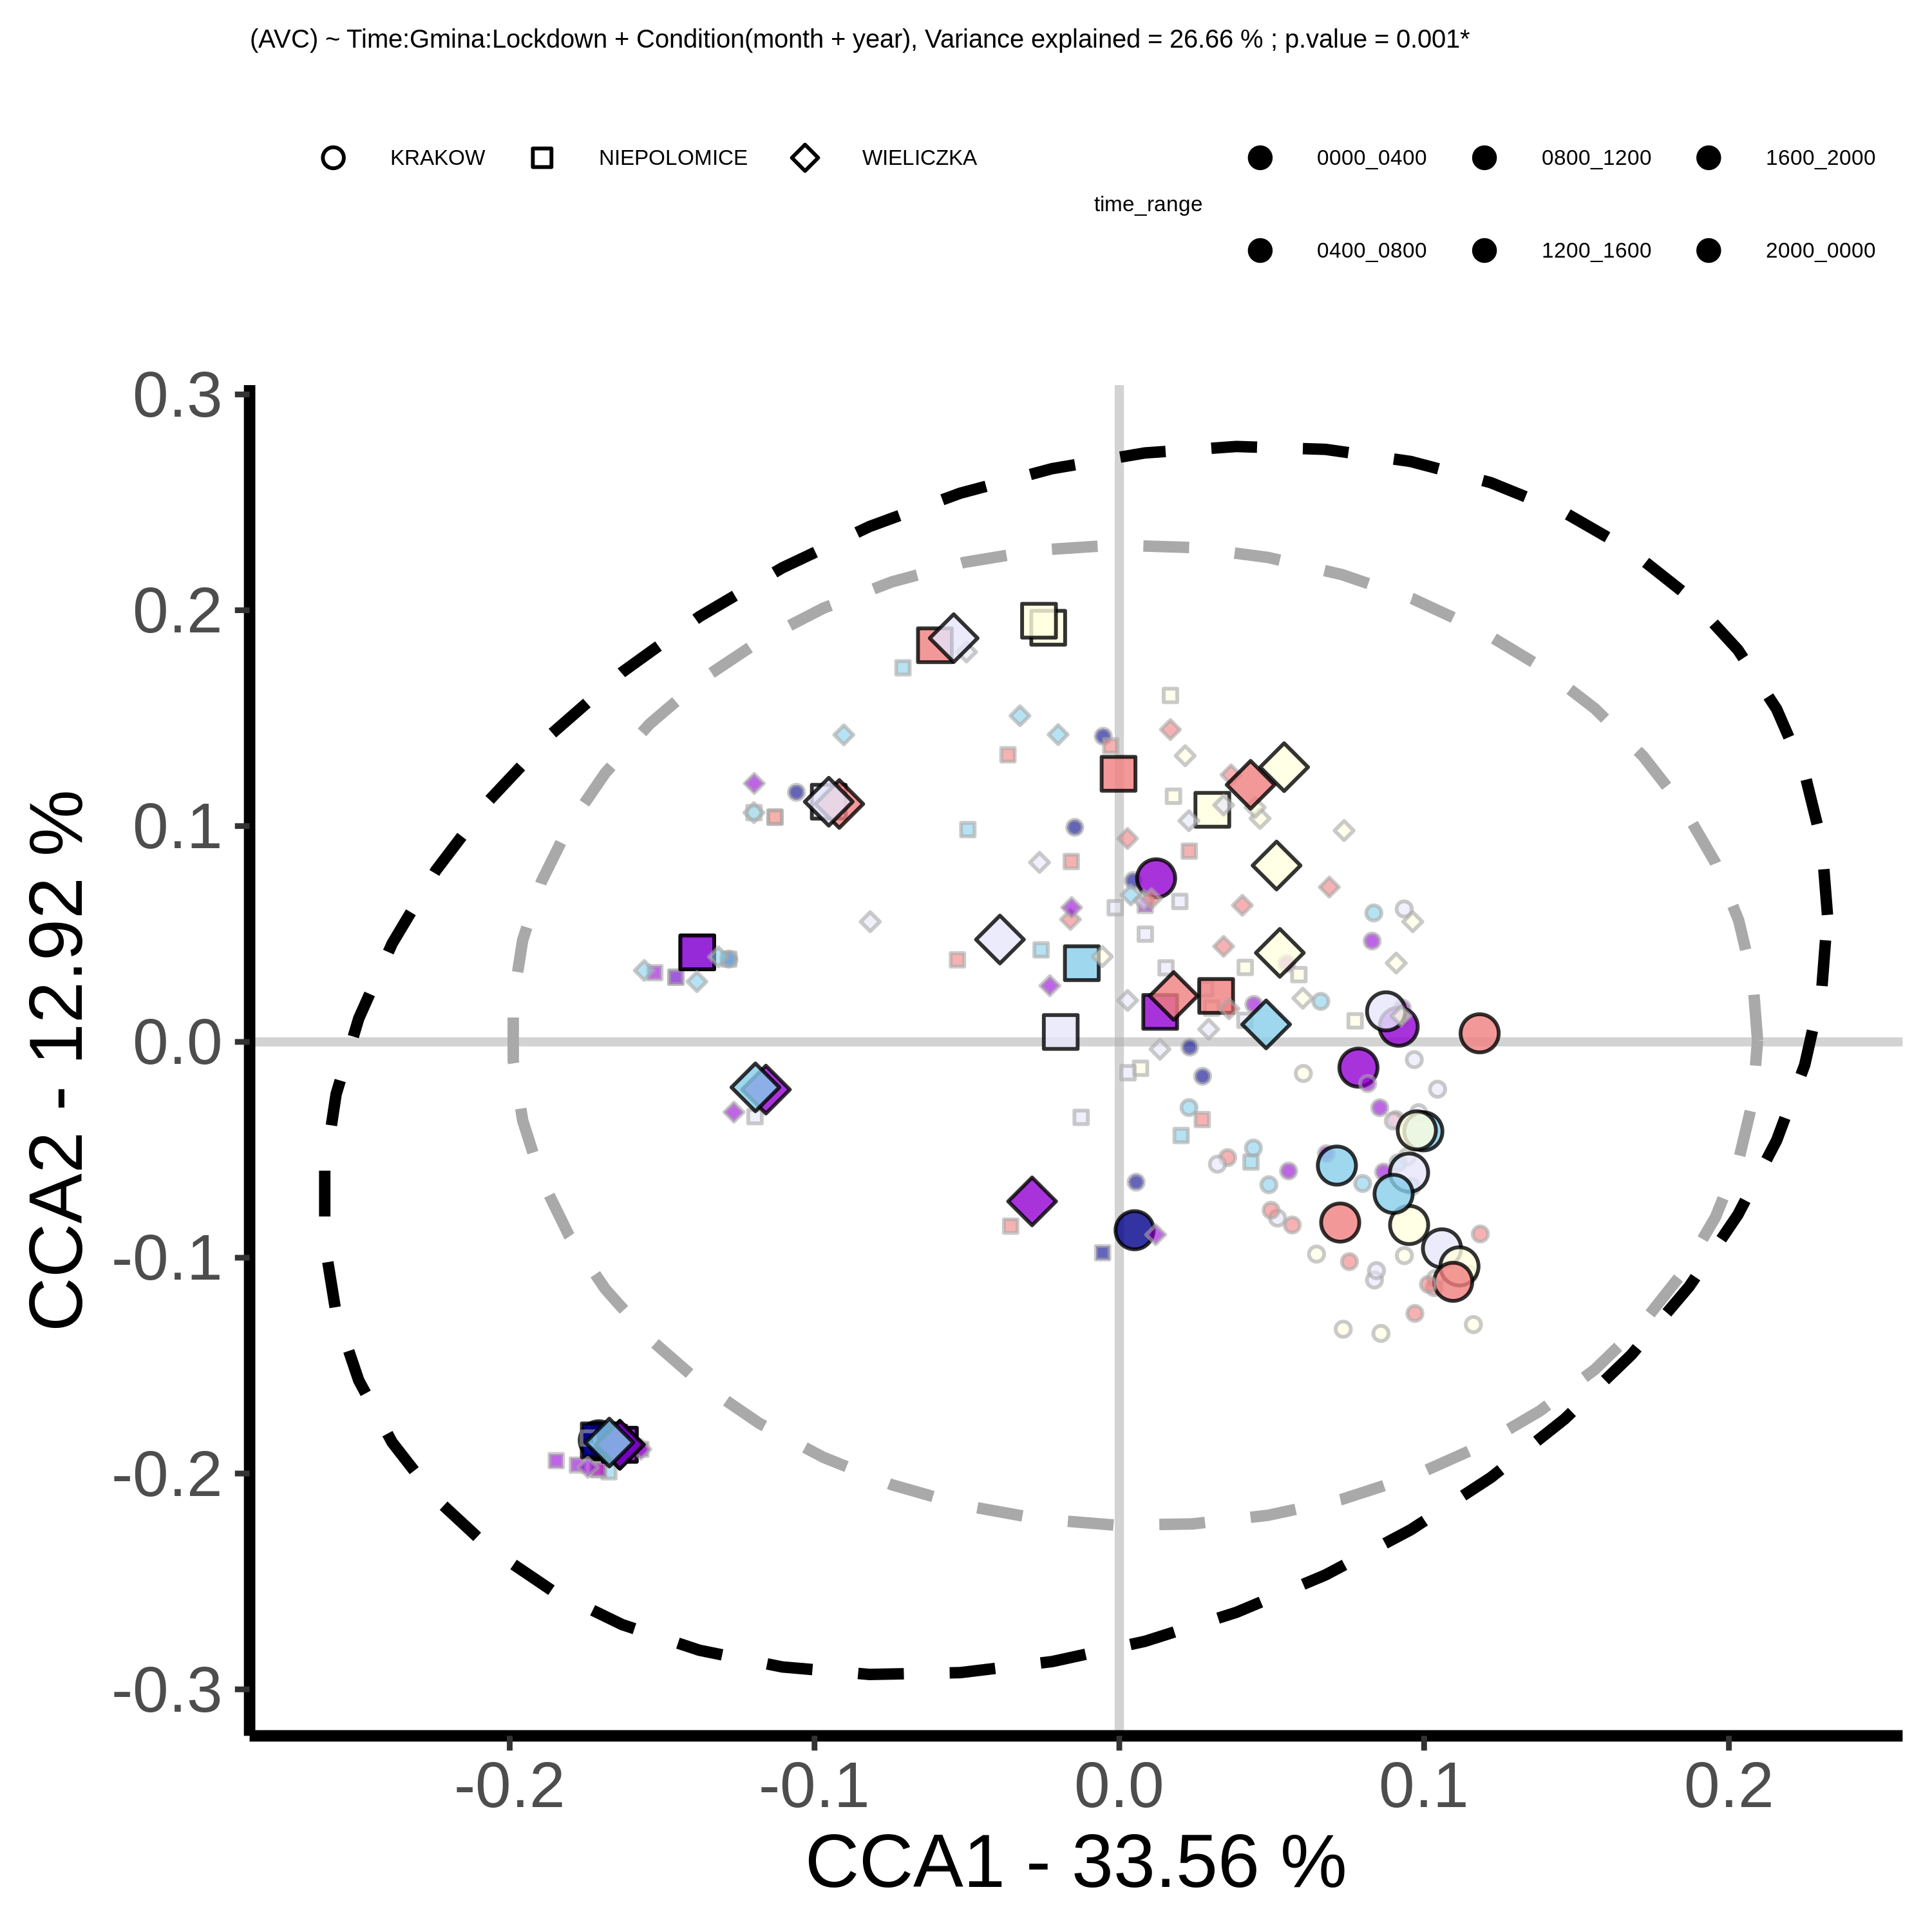 (AVC) ~ Time:Gmina:Lockdown + Condition(month + year), Variance explained = 26.66 % ; p.value = 0.001*
KRAKOW NIEPOLOMICE WIELICZKA
time_range
0000_0400 0800_1200 1600_2000
0400_0800 1200_1600 2000_0000
0.3
0.2
0.1
0.0
-0.1
-0.2
-0.3
CCA2 - 12.92 %
-0.2 -0.1 0.0 0.1 0.2
CCA1 - 33.56 %